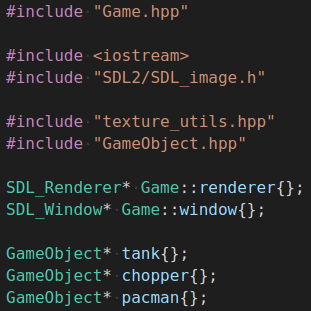 #include "Game.hpp"
#include <iostream>
#include "SDL2/SDL_image.h"
#include "texture_utils.hpp"
#include "GameObject.hpp"
SDL_Renderer* Game::renderer{};
SDL_Window* Game::window{};
GameObject* tank{};
GameObject* chopper{};
GameObject* pacman{};